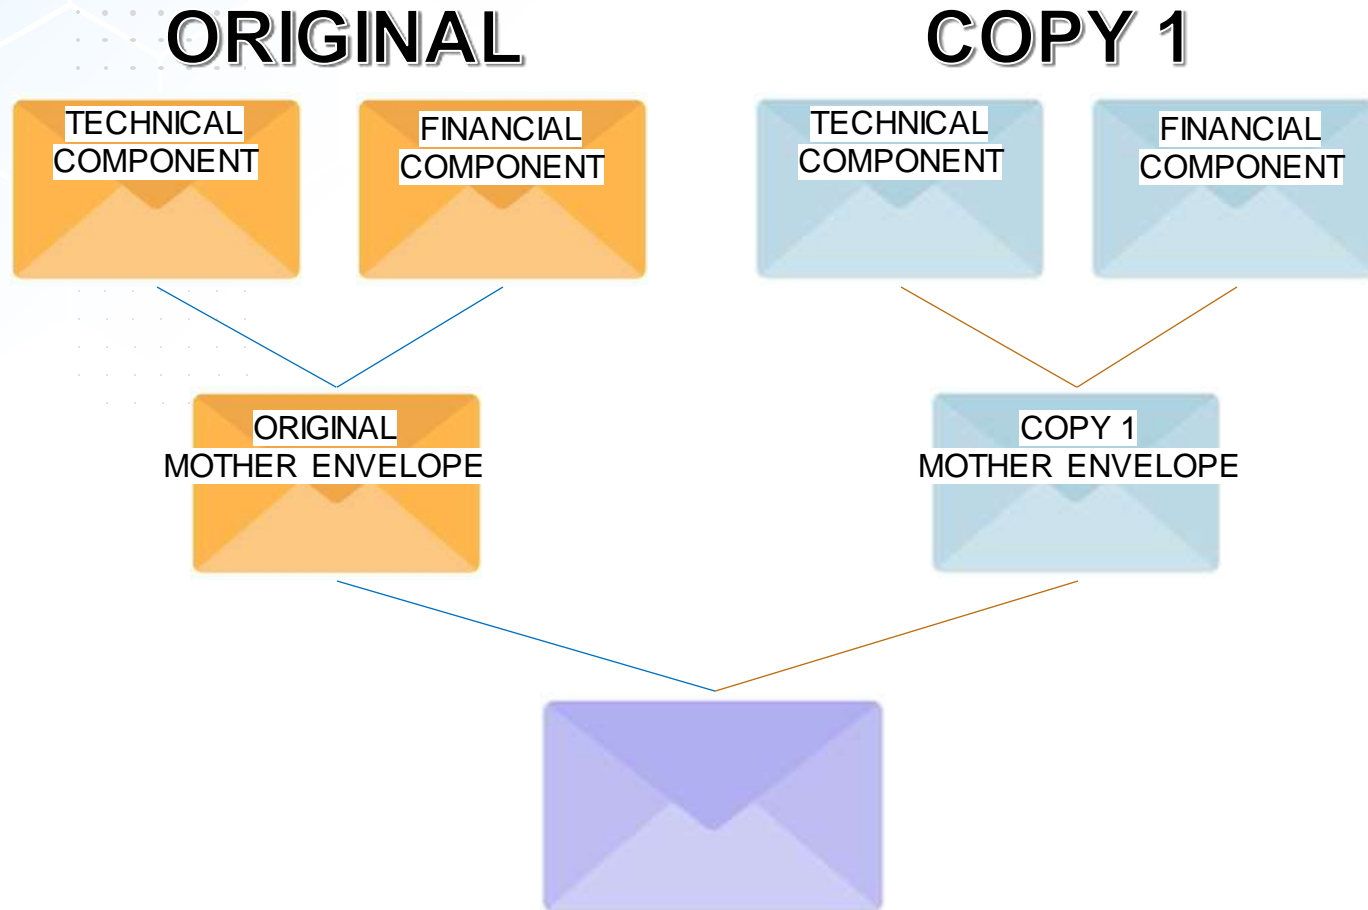 ORIGINAL
COPY 1
TECHNICAL
COMPONENT
FINANCIAL
COMPONENT
TECHNICAL
COMPONENT
FINANCIAL
COMPONENT
ORIGINAL
MOTHER ENVELOPE
COPY 1
MOTHER ENVELOPE